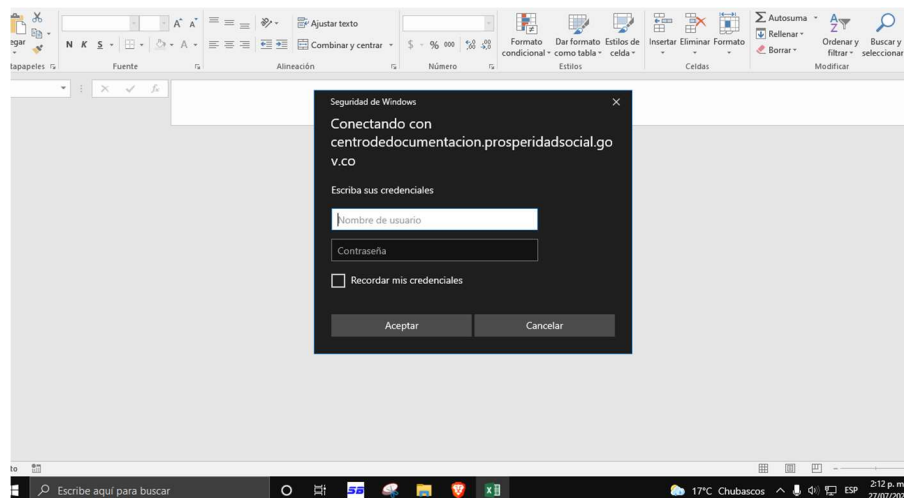 A A Ajustar texto Autosuma
N K S A Combinar y centrar $ % 000 Formato condicional Dar formato como tabla Estilos de celda Insertar Eliminar Formato Rellenar Borrar Ordenar y filtrar Buscar y seleccionar
Fuente Alineación Número Estilos Celdas Modificar
fx
Seguridad de Windows
Conectando con
centrodedocumentacion.prosperidadsocial.go
v.co
Escriba sus credenciales
Nombre de usuario
Contraseña
Recordar mis credenciales
Aceptar Cancelar
Escribe aquí para buscar 17°C Chubascos ESP 2:12 p. m